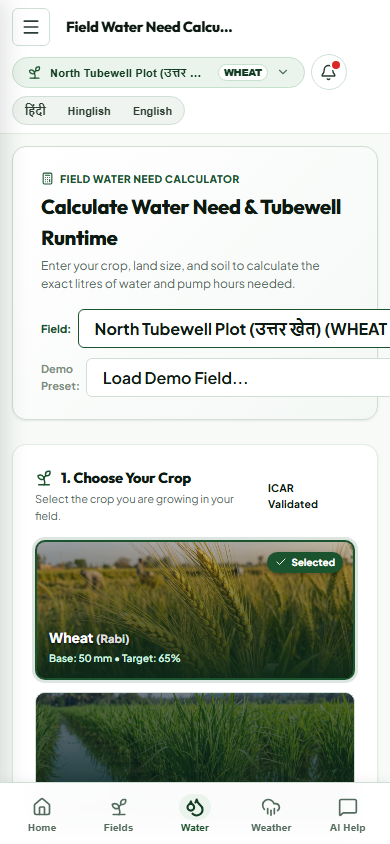 Field Water Need Calcu...
North Tubewell Plot (उत्तर ...
WHEAT
हिंदी
Hinglish
English
FIELD WATER NEED CALCULATOR
Calculate Water Need & Tubewell
Runtime
Enter your crop, land size, and soil to calculate the
exact litres of water and pump hours needed.
Field:
North Tubewell Plot (उत्तर खेत) (WHEAT
Demo
Preset:
Load Demo Field...
1. Choose Your Crop
Select the crop you are growing in your
field.
ICAR
Validated
Selected
Wheat (Rabi)
Base: 50 mm • Target: 65%
Home
Fields
Water
Weather
AI Help